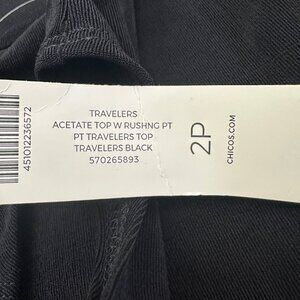 TRAVELERS
ACETATE TOP W RUSHNG PT
PT TRAVELERS TOP
TRAVELERS BLACK
570265893
2P
CHICOS.COM
451012236572